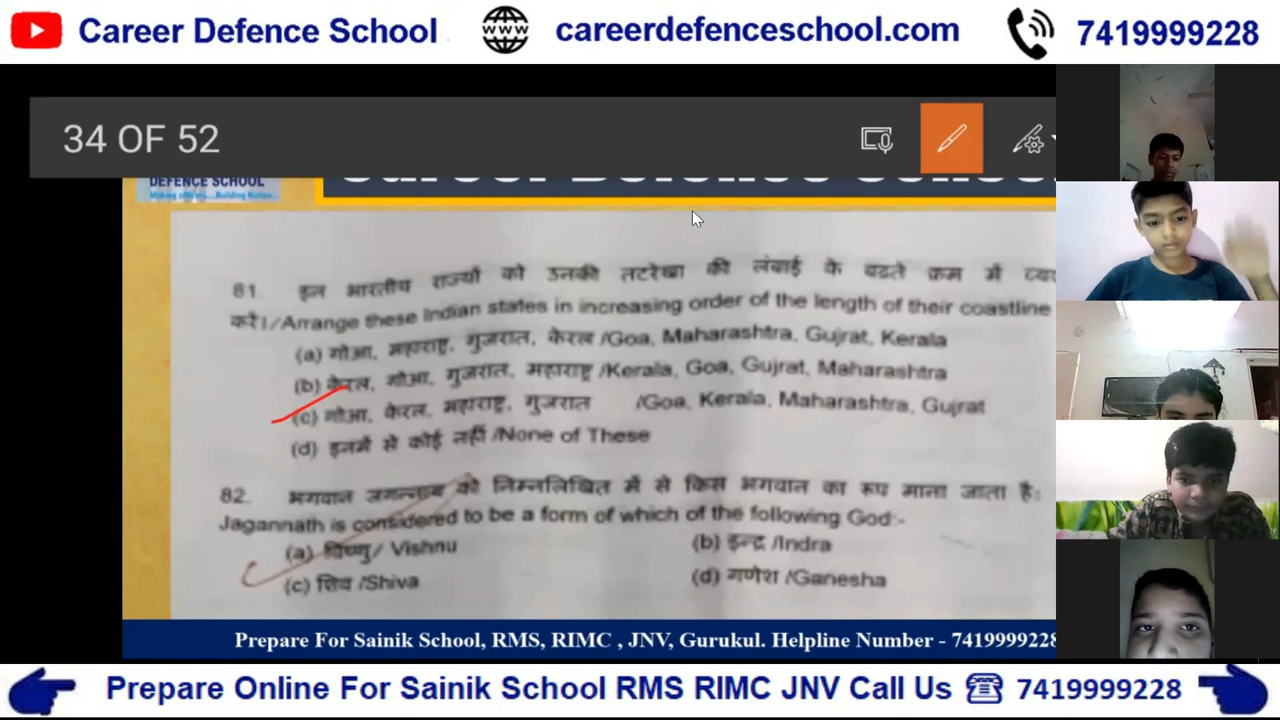 Career Defence School
www
careerdefenceschool.com
7419999228
34 OF 52
DEFENCE SCHOOL
81. इन भारतीय राज्यों को उनकी तटरेखा की लंबाई के बढते क्रम में
करे।/Arrange these Indian states in increasing order of the length of their coastline
(a) गोआ, महाराष्ट्र, गुजरात, केरल /Goa, Maharashtra, Gujrat, Kerala
(b) केरल, गोआ, गुजरात, महाराष्ट्र /Kerala, Goa, Gujrat, Maharashtra
(c) गोआ, केरल, महाराष्ट्र, गुजरात /Goa, Kerala, Maharashtra, Gujrat
(d) इनमें से कोई नहीं /None of These
82. भगवान जगन्नाथ को निम्नलिखित में से किस भगवान का रूप माना जाता है:
Jagannath is considered to be a form of which of the following God:-
(a) विष्णु/ Vishnu (b) इन्द्र /Indra
(c) शिव /Shiva (d) गणेश /Ganesha
Prepare For Sainik School, RMS, RIMC , JNV, Gurukul. Helpline Number - 7419999228
Prepare Online For Sainik School RMS RIMC JNV Call Us 7419999228